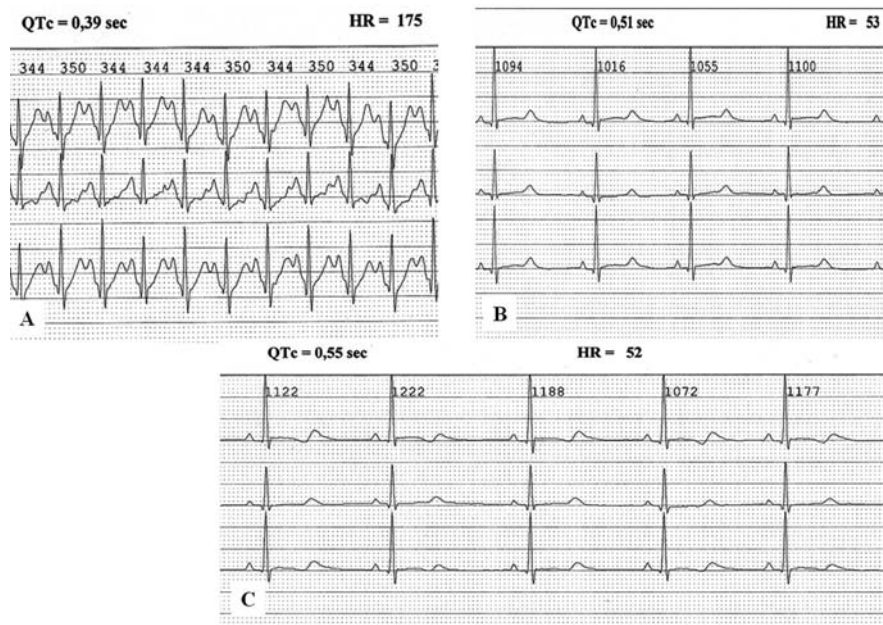 QTc = 0,39 sec HR = 175
344 350 344 344 344 350 344 350 344 350
A
QTc = 0,51 sec HR = 53
1094 1016 1055 1100
B
QTc = 0,55 sec HR = 52
1122 1222 1188 1072 1177
C